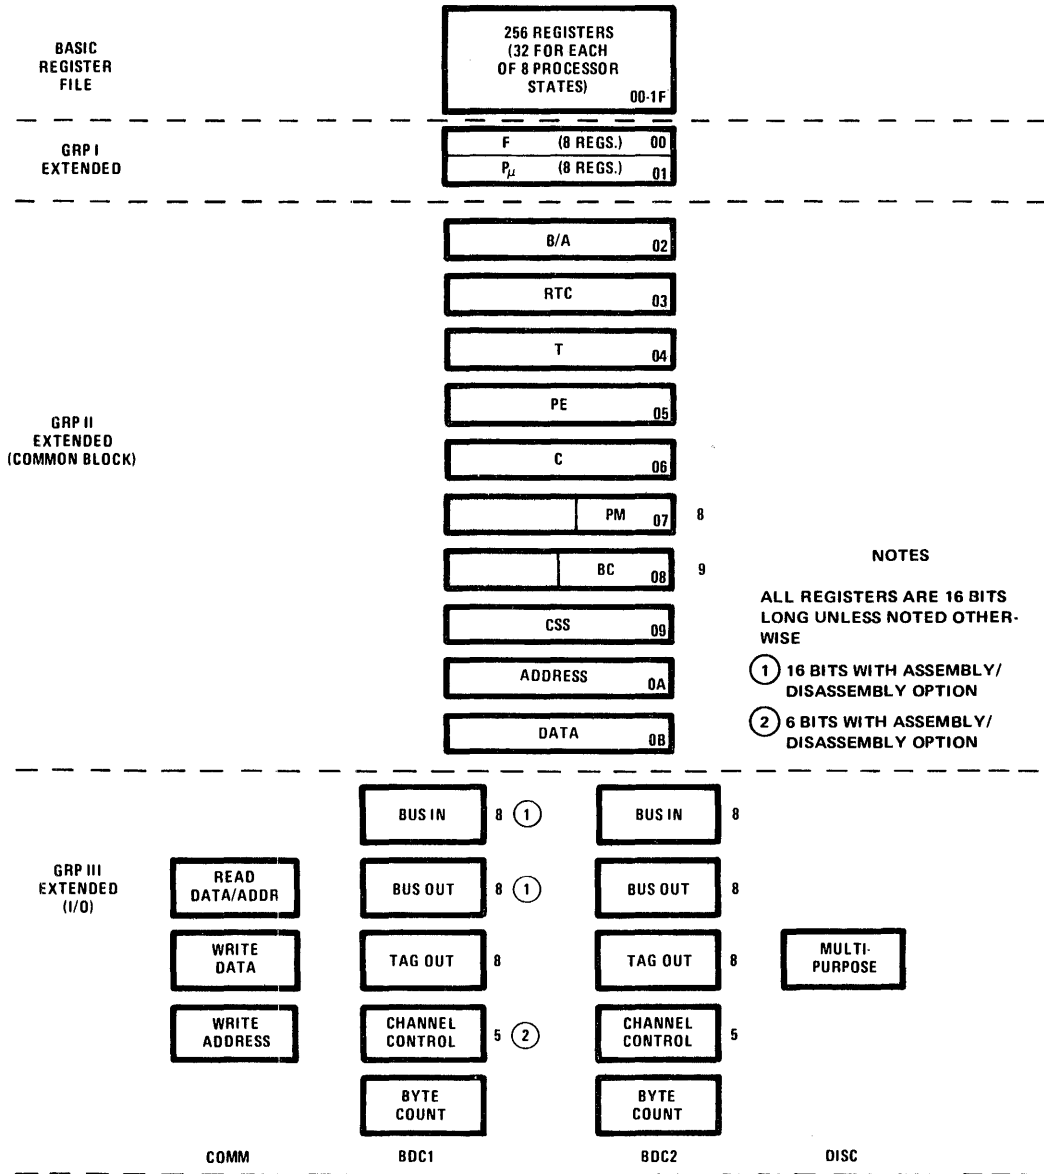 BASIC
REGISTER
FILE
256 REGISTERS
(32 FOR EACH
OF 8 PROCESSOR
STATES)
00-1F
GRP I
EXTENDED
F (8 REGS.) 00
Pμ (8 REGS.) 01
GRP II
EXTENDED
(COMMON BLOCK)
B/A 02
RTC 03
T 04
PE 05
C 06
PM 07 8
BC 08 9
CSS 09
ADDRESS 0A
DATA 0B
NOTES
ALL REGISTERS ARE 16 BITS
LONG UNLESS NOTED OTHER-
WISE
1 16 BITS WITH ASSEMBLY/
DISASSEMBLY OPTION
2 6 BITS WITH ASSEMBLY/
DISASSEMBLY OPTION
GRP III
EXTENDED
(I/O)
READ
DATA/ADDR
WRITE
DATA
WRITE
ADDRESS
COMM
BUS IN 8 1
BUS OUT 8 1
TAG OUT 8
CHANNEL
CONTROL 5 2
BYTE
COUNT
BDC1
BUS IN 8
BUS OUT 8
TAG OUT 8
CHANNEL
CONTROL 5
BYTE
COUNT
BDC2
MULTI-
PURPOSE
DISC